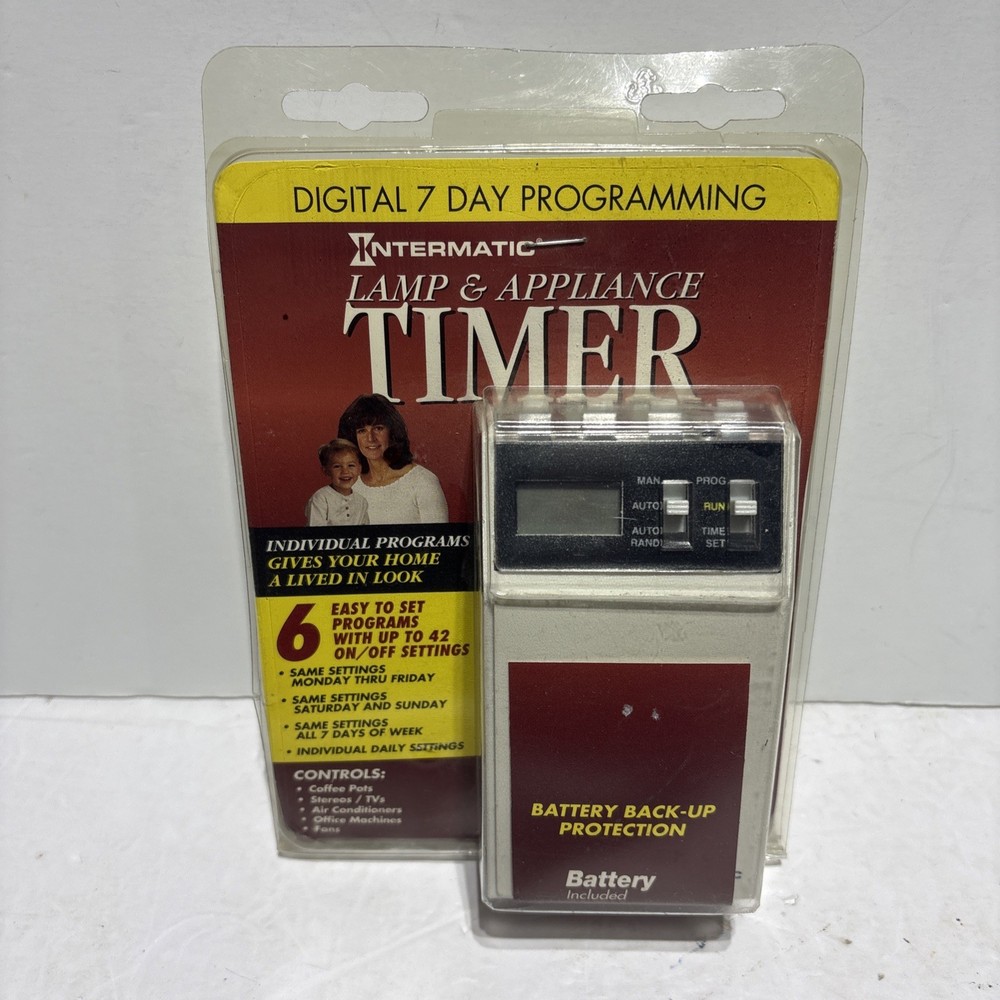 DIGITAL 7 DAY PROGRAMMING
INTERMATIC
LAMP & APPLIANCE
TIMER
MAN.
PROG
AUTO
RUN
AUTO
RAND
TIME
SET
INDIVIDUAL PROGRAMS
GIVES YOUR HOME
A LIVED IN LOOK
6 EASY TO SET
PROGRAMS
WITH UP TO 42
ON/OFF SETTINGS
• SAME SETTINGS
MONDAY THRU FRIDAY
• SAME SETTINGS
SATURDAY AND SUNDAY
• SAME SETTINGS
ALL 7 DAYS OF WEEK
• INDIVIDUAL DAILY SETTINGS
CONTROLS:
• Coffee Pots
• Stereos / TVs
• Air Conditioners
• Office Machines
• Fans
BATTERY BACK-UP
PROTECTION
Battery
Included